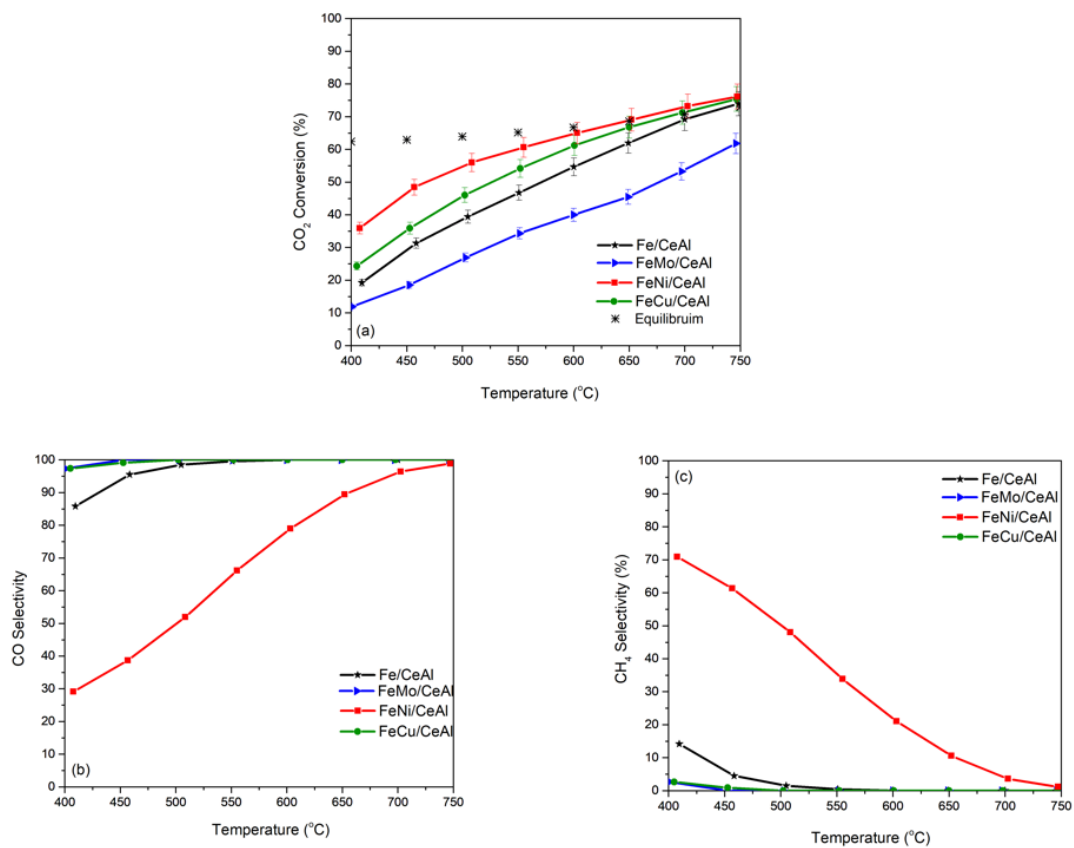 100
90
80
70
60
50
40
30
20
10
0
CO2 Conversion (%)
Fe/CeAl
FeMo/CeAl
FeNi/CeAl
FeCu/CeAl
Equilibruim
(a)
400 450 500 550 600 650 700 750
Temperature (°C)
100
90
80
70
60
50
40
30
20
10
0
CO Selectivity
Fe/CeAl
FeMo/CeAl
FeNi/CeAl
FeCu/CeAl
(b)
400 450 500 550 600 650 700 750
Temperature (°C)
100
90
80
70
60
50
40
30
20
10
0
CH4 Selectivity (%)
(c)
Fe/CeAl
FeMo/CeAl
FeNi/CeAl
FeCu/CeAl
400 450 500 550 600 650 700 750
Temperature (°C)